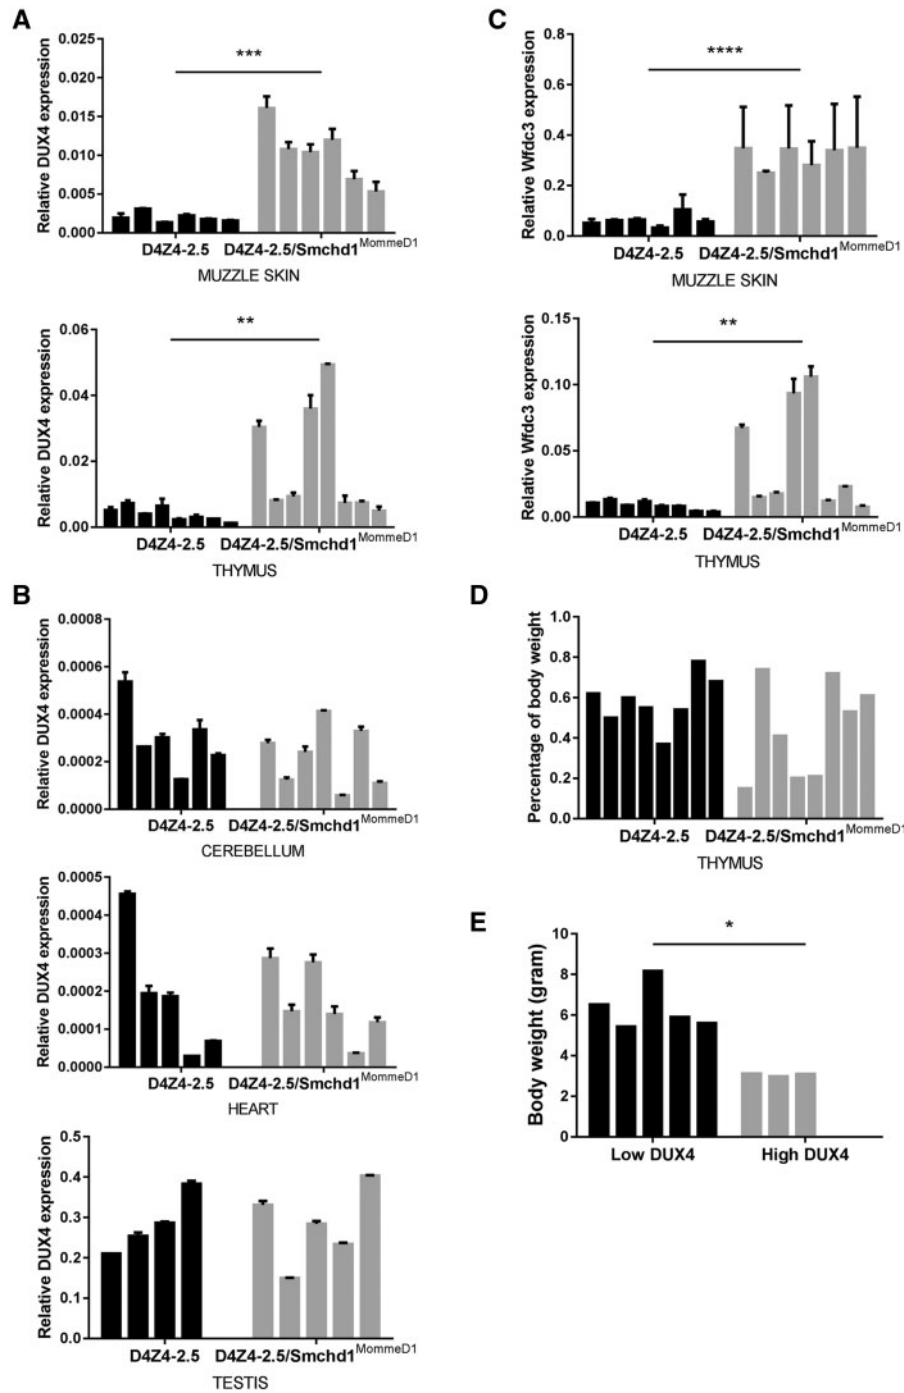 A
Relative DUX4 expression
0.025
0.020
0.015
0.010
0.005
0.000
***
D4Z4-2.5
D4Z4-2.5/Smchd1MommeD1
MUZZLE SKIN
Relative DUX4 expression
0.06
0.04
0.02
0.00
**
D4Z4-2.5
D4Z4-2.5/Smchd1MommeD1
THYMUS
B
Relative DUX4 expression
0.0008
0.0006
0.0004
0.0002
0.0000
D4Z4-2.5
D4Z4-2.5/Smchd1MommeD1
CEREBELLUM
Relative DUX4 expression
0.0005
0.0004
0.0003
0.0002
0.0001
0.0000
D4Z4-2.5
D4Z4-2.5/Smchd1MommeD1
HEART
Relative DUX4 expression
0.5
0.4
0.3
0.2
0.1
0.0
D4Z4-2.5
D4Z4-2.5/Smchd1MommeD1
TESTIS
C
Relative Wfdc3 expression
0.8
0.6
0.4
0.2
0.0
****
D4Z4-2.5
D4Z4-2.5/Smchd1MommeD1
MUZZLE SKIN
Relative Wfdc3 expression
0.15
0.10
0.05
0.00
**
D4Z4-2.5
D4Z4-2.5/Smchd1MommeD1
THYMUS
D
Percentage of body weight
1.0
0.8
0.6
0.4
0.2
0.0
D4Z4-2.5
D4Z4-2.5/Smchd1MommeD1
THYMUS
E
Body weight (gram)
10
8
6
4
2
0
*
Low DUX4
High DUX4